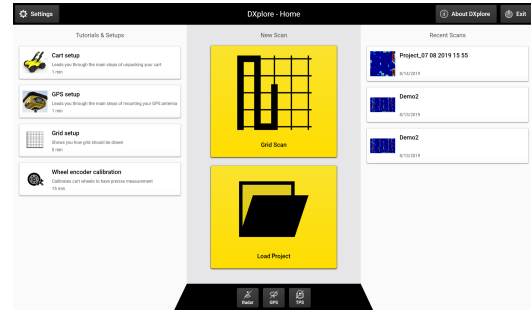 Settings
DXplore - Home
About DXplore
Exit
Tutorials & Setups
Cart setup
Leads you through the main steps of unpacking your cart
1 min
GPS setup
Leads you through the main steps of mounting your GPS antenna
1 min
Grid setup
Shows you how grid should be drawn
5 min
Wheel encoder calibration
Calibrates cart wheels to have precise measurement
15 min
New Scan
Grid Scan
Load Project
Recent Scans
Project_07 08 2019 15 55
8/14/2019
Demo2
8/13/2019
Demo2
8/13/2019
Radar
GPS
TPS